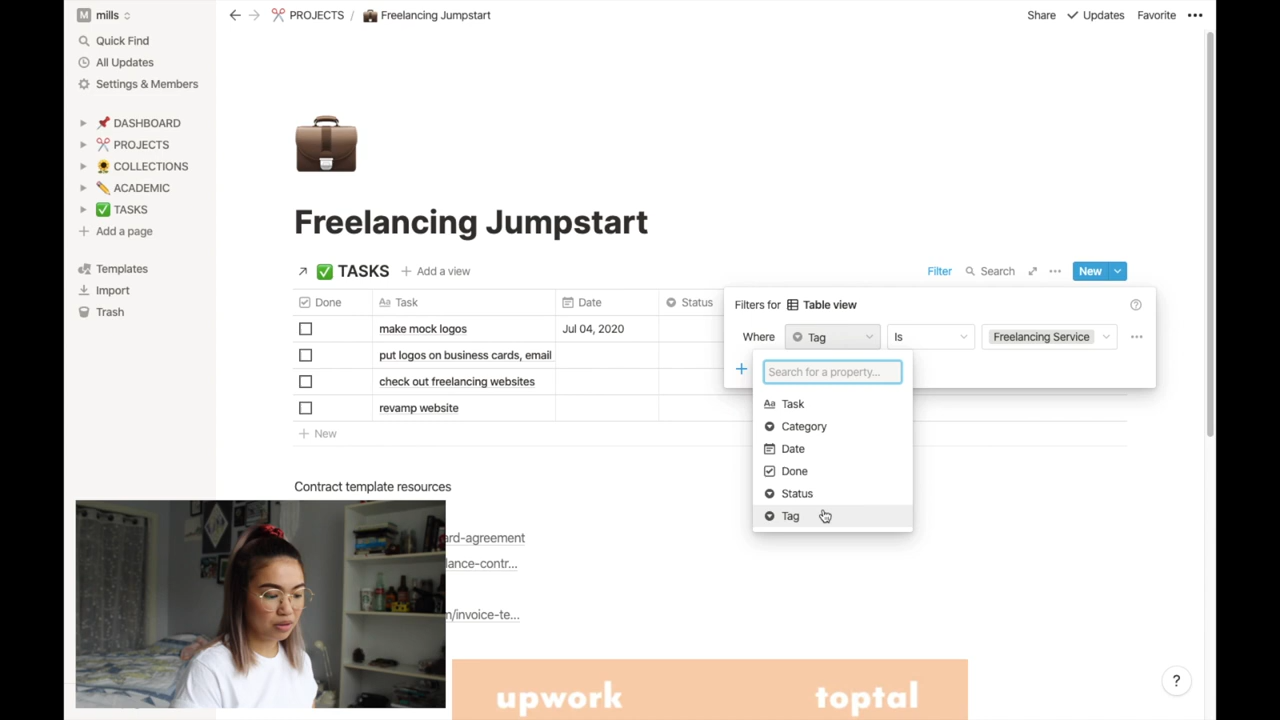 M mills
PROJECTS / Freelancing Jumpstart
Share Updates Favorite
Quick Find
All Updates
Settings & Members
DASHBOARD
PROJECTS
COLLECTIONS
ACADEMIC
TASKS
Add a page
Templates
Import
Trash
Freelancing Jumpstart
TASKS + Add a view
Filter Search New
Done Aa Task Date Status
make mock logos Jul 04, 2020
put logos on business cards, email
check out freelancing websites
revamp website
+ New
Filters for Table view ?
Where Tag Is Freelancing Service
+
Search for a property...
Aa Task
Category
Date
Done
Status
Tag
Contract template resources
ard-agreement
lance-contr...
m/invoice-te...
upwork toptal
?